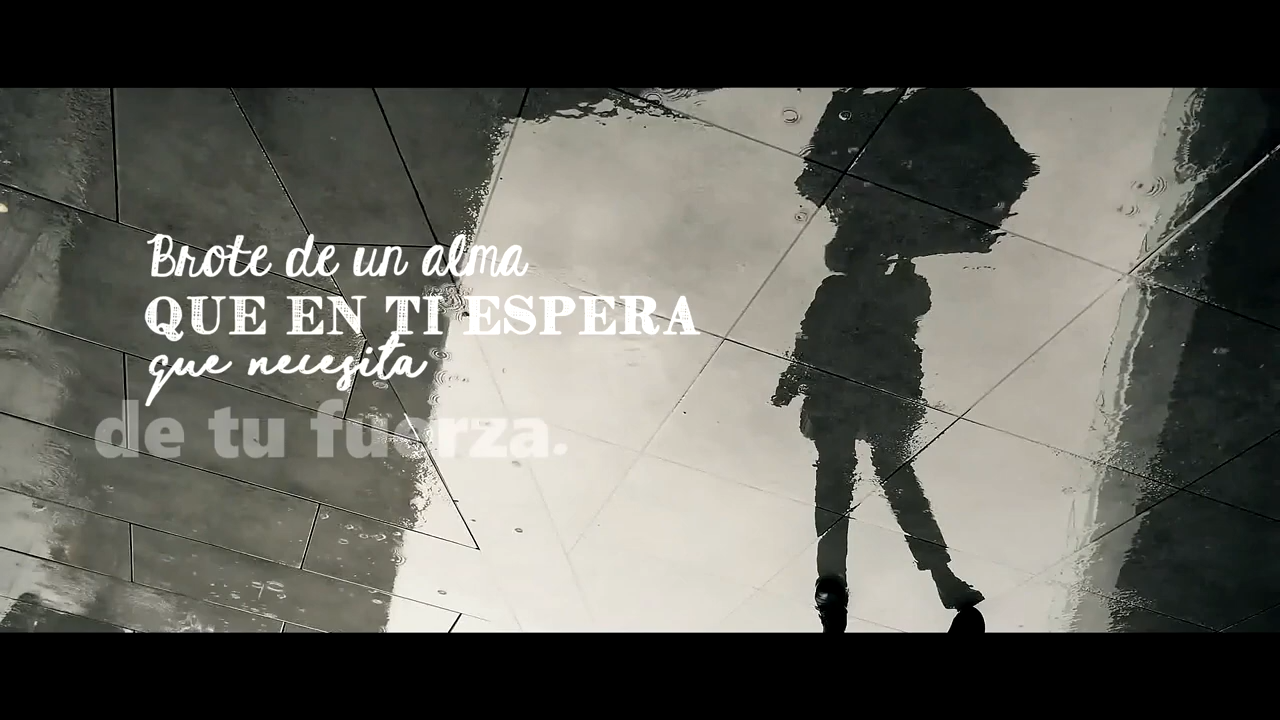 Brote de un alma
QUE EN TI ESPERA
que necesita
de tu fuerza.